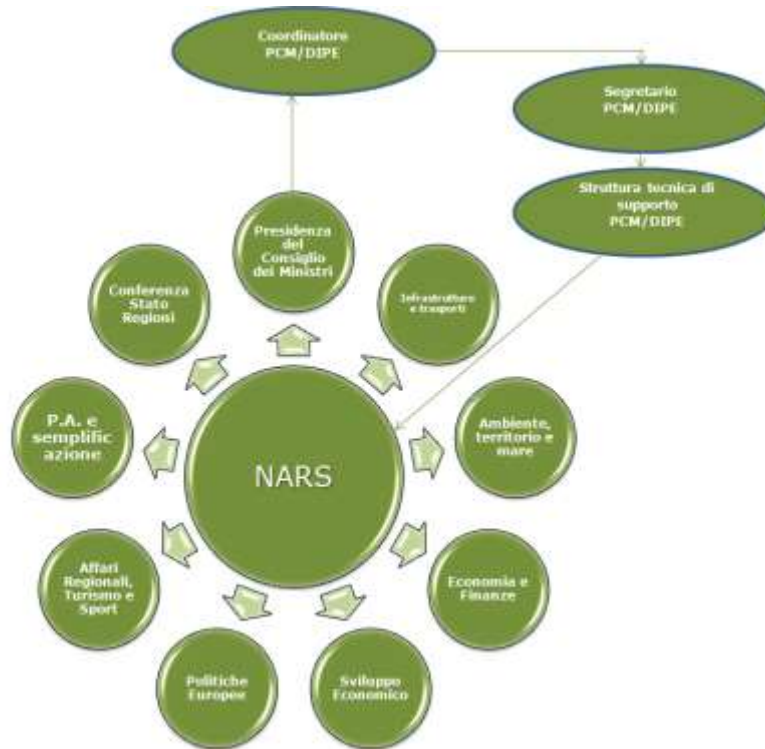 Coordinatore
PCM/DIPE
Segretario
PCM/DIPE
Struttura tecnica di
supporto
PCM/DIPE
Presidenza
del
Consiglio
dei Ministri
Conferenza
Stato
Regioni
Infrastrutture
e trasporti
P.A. e
semplific
azione
Ambiente,
territorio e
mare
NARS
Affari
Regionali,
Turismo e
Sport
Economia e
Finanze
Politiche
Europee
Sviluppo
Economico